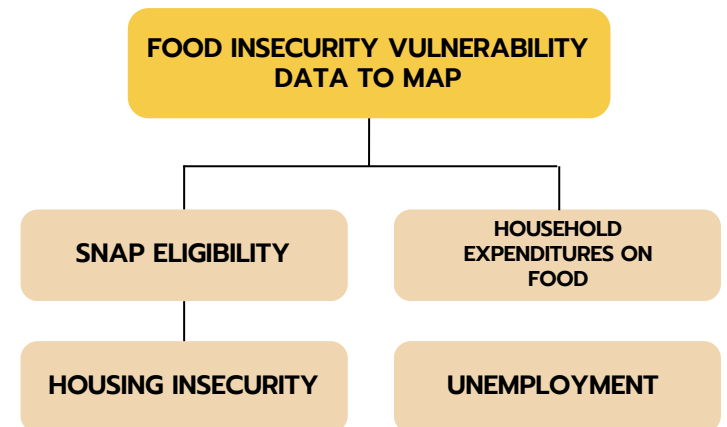 FOOD INSECURITY VULNERABILITY
DATA TO MAP
SNAP ELIGIBILITY
HOUSEHOLD
EXPENDITURES ON
FOOD
HOUSING INSECURITY
UNEMPLOYMENT